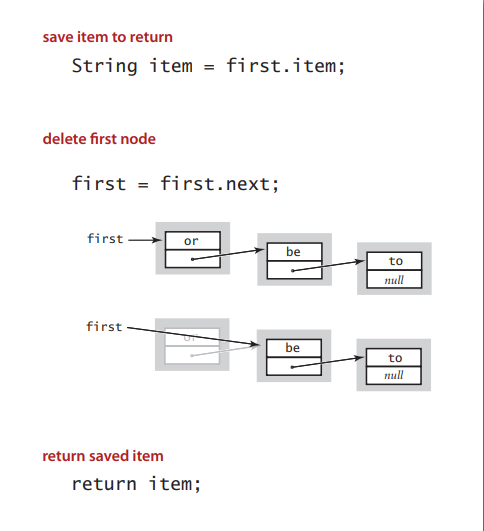 save item to return
String item = first.item;
delete first node
first = first.next;
first
or
be
to
null
first
or
be
to
null
return saved item
return item;